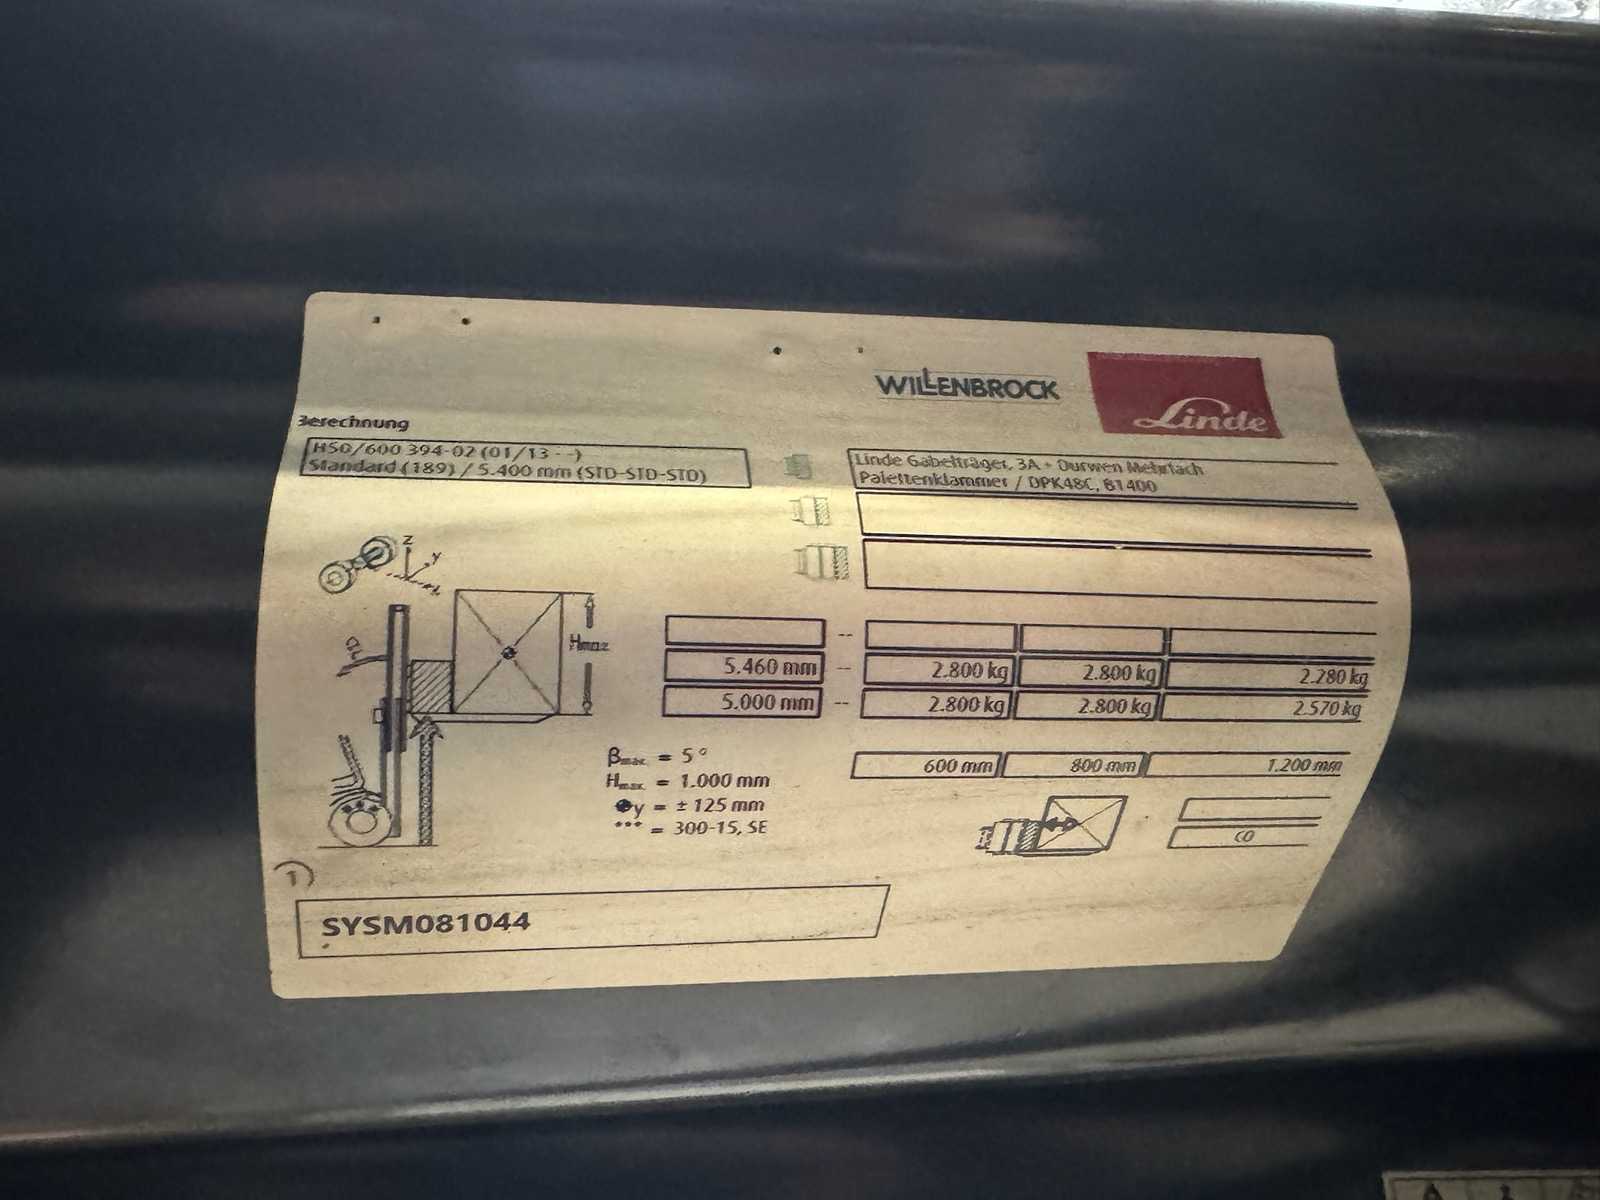 WILLENBROCK
Linde
Berechnung
H50/600 394-02 (01/13 - -)
Standard (189) / 5.400 mm (STD-STD-STD)
Linde Gabelträger, 3A - Durwen Mehrfach
Palettenklammer / DPK48C, B1400
z
y
x
Hmax
5.460 mm -- 2.800 kg 2.800 kg 2.280 kg
5.000 mm -- 2.800 kg 2.800 kg 2.570 kg
βmax. = 5°
Hmax. = 1.000 mm
y = ± 125 mm
*** = 300-15, SE
600 mm 800 mm 1.200 mm
CO
1)
SYSM081044